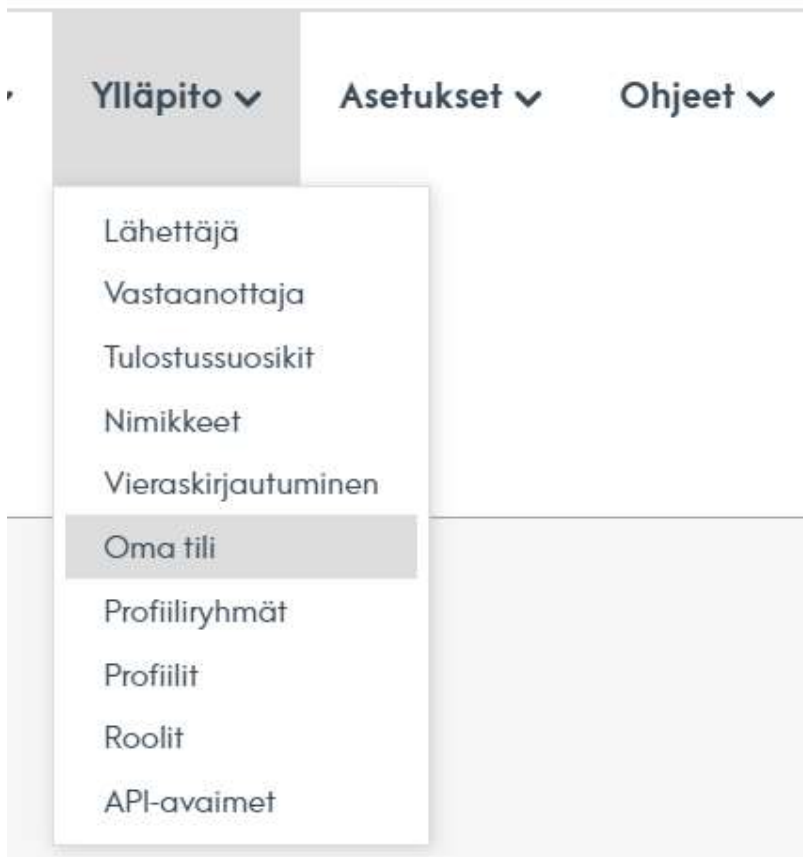 Ylläpito Asetukset Ohjeet
Lähettäjä
Vastaanottaja
Tulostussuosikit
Nimikkeet
Vieraskirjautuminen
Oma tili
Profiiliryhmät
Profiilit
Roolit
API-avaimet